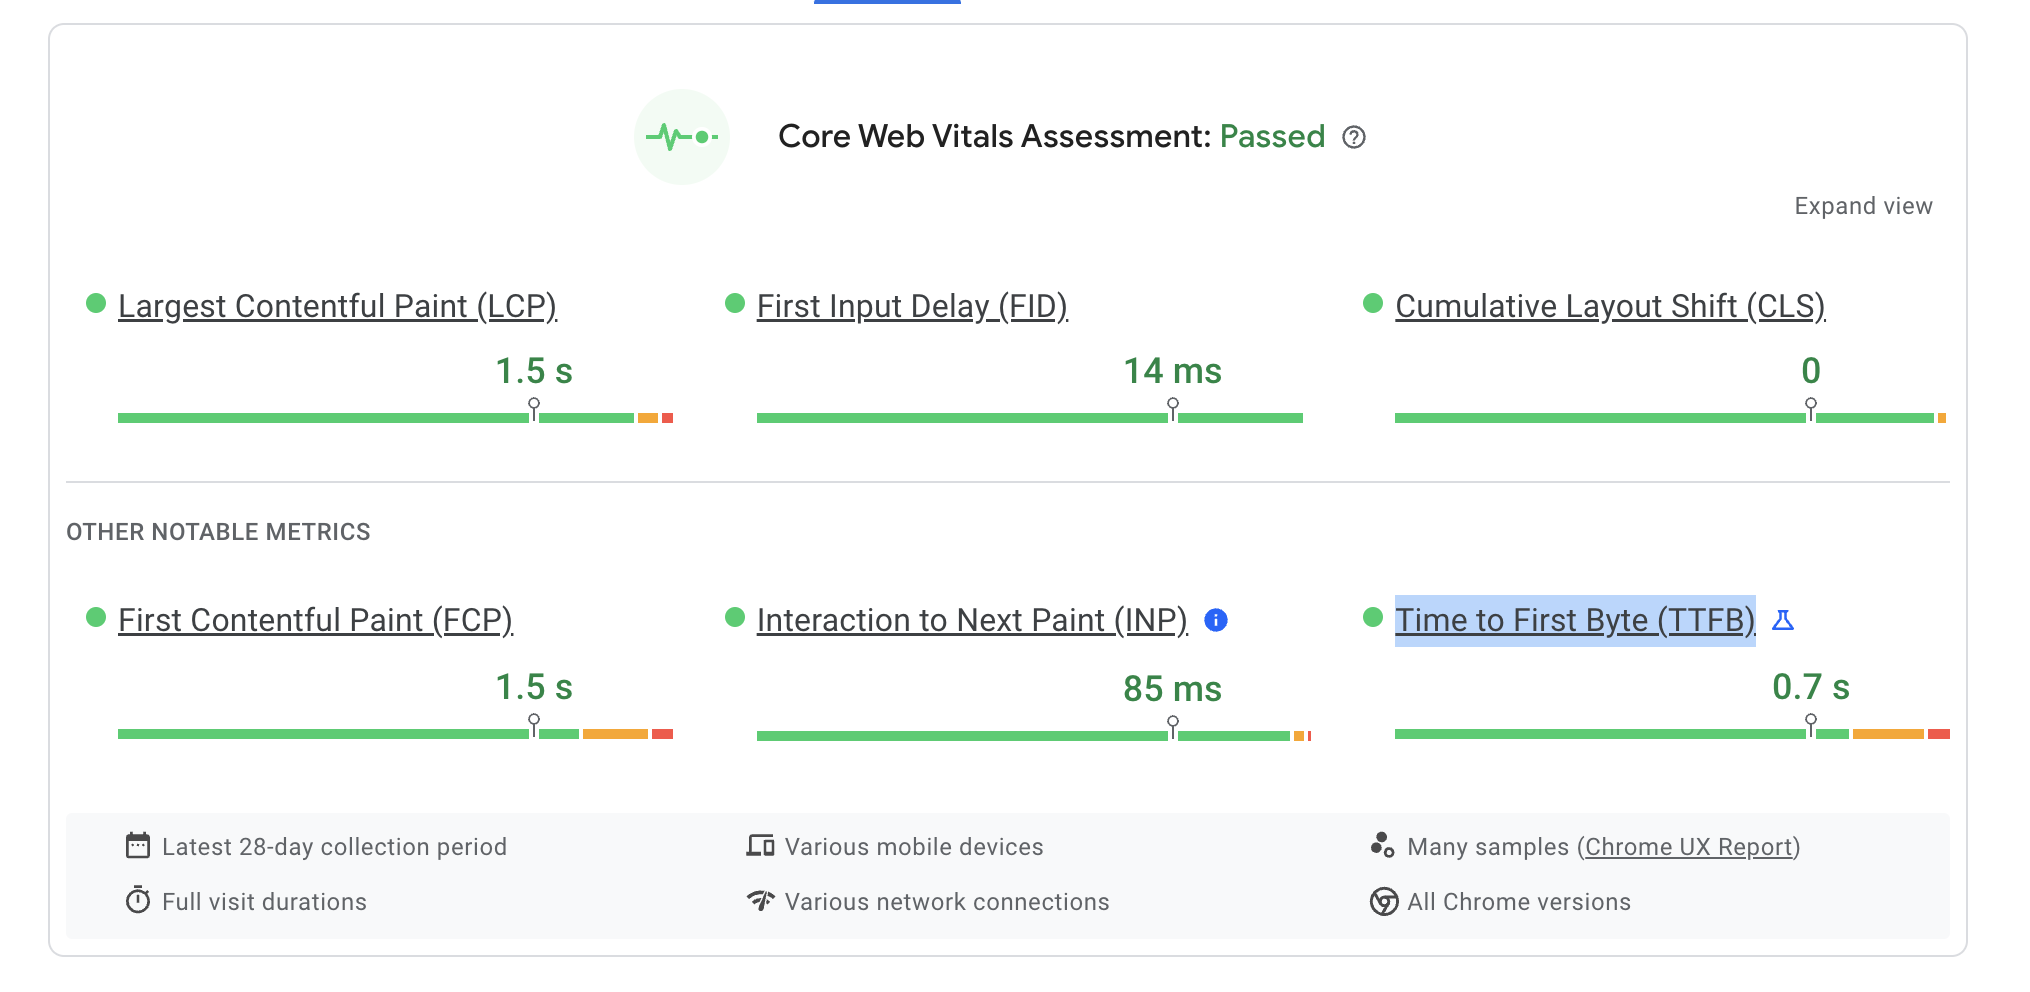 Core Web Vitals Assessment: Passed
Expand view
Largest Contentful Paint (LCP)
1.5 s
First Input Delay (FID)
14 ms
Cumulative Layout Shift (CLS)
0
OTHER NOTABLE METRICS
First Contentful Paint (FCP)
1.5 s
Interaction to Next Paint (INP)
85 ms
Time to First Byte (TTFB)
0.7 s
Latest 28-day collection period
Various mobile devices
Many samples (Chrome UX Report)
Full visit durations
Various network connections
All Chrome versions